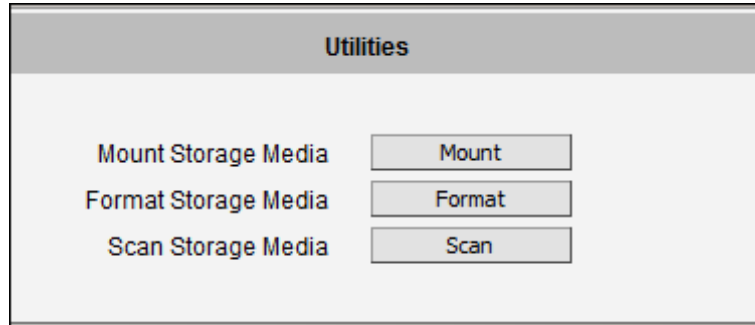 Utilities
Mount Storage Media Mount
Format Storage Media Format
Scan Storage Media Scan